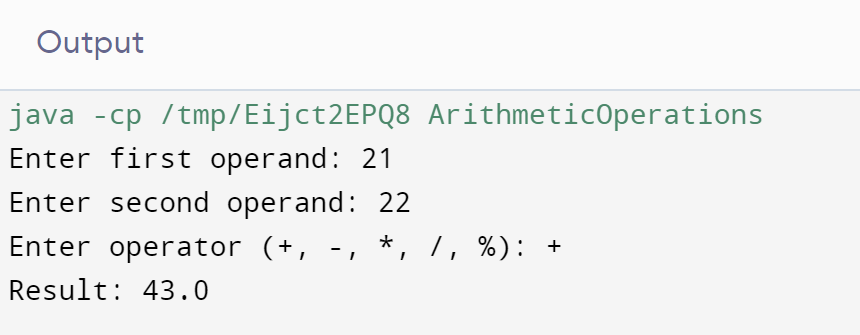 Output
java -cp /tmp/Eijct2EPQ8 ArithmeticOperations
Enter first operand: 21
Enter second operand: 22
Enter operator (+, -, *, /, %): +
Result: 43.0